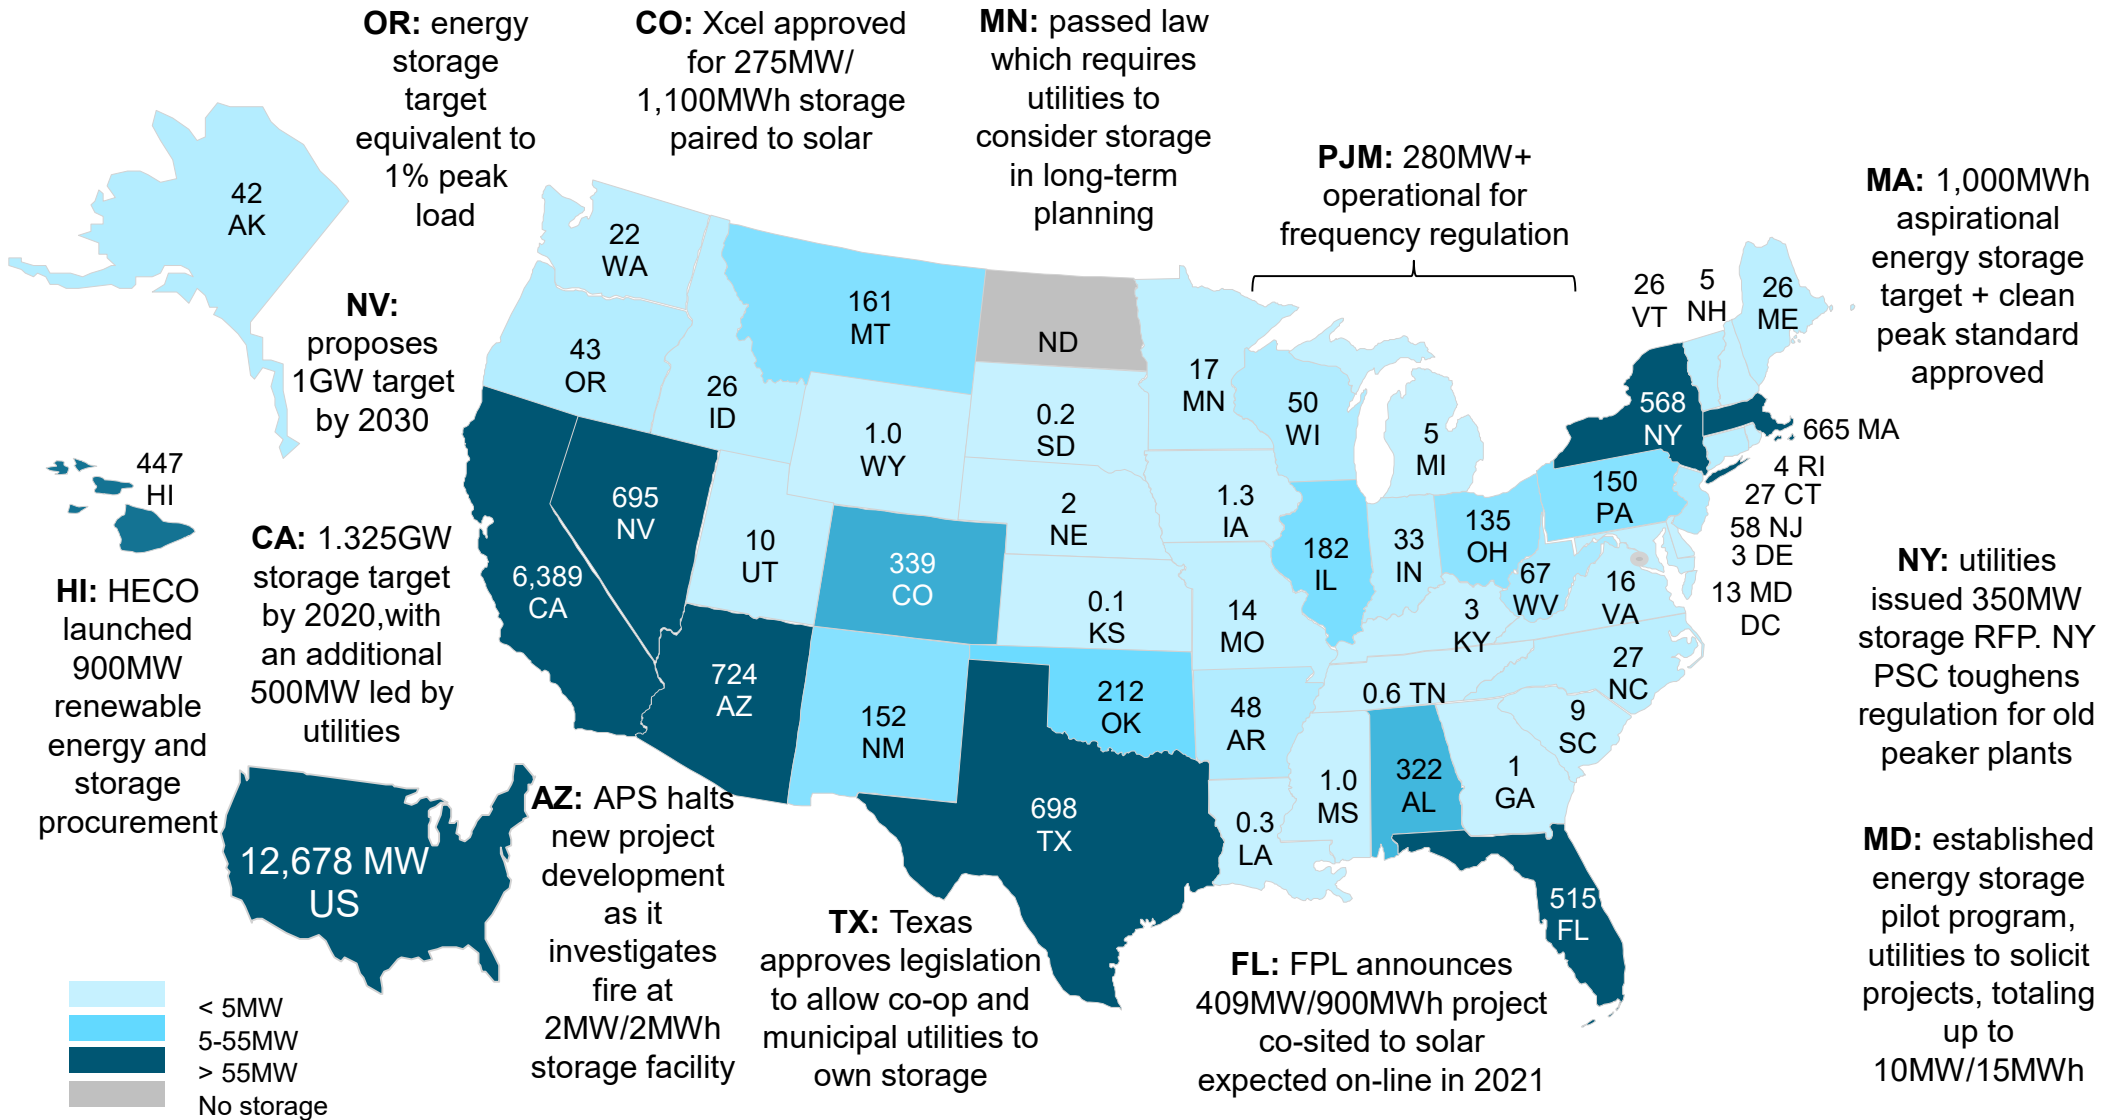 OR: energy
storage
target
equivalent to
1% peak
load
CO: Xcel approved
for 275MW/
1,100MWh storage
paired to solar
MN: passed law
which requires
utilities to
consider storage
in long-term
planning
PJM: 280MW+
operational for
frequency regulation
MA: 1,000MWh
aspirational
energy storage
target + clean
peak standard
approved
42
AK
22
WA
NV:
proposes
1GW target
by 2030
161
MT
ND
26
VT
5
NH
26
ME
43
OR
26
ID
17
MN
50
WI
5
MI
568
NY
665 MA
1.0
WY
0.2
SD
4 RI
27 CT
58 NJ
3 DE
13 MD
DC
447
HI
695
NV
2
NE
1.3
IA
150
PA
135
OH
10
UT
339
CO
182
IL
33
IN
67
WV
16
VA
6,389
CA
CA: 1.325GW
storage target
by 2020,with
an additional
500MW led by
utilities
HI: HECO
launched
900MW
renewable
energy and
storage
procurement
NY: utilities
issued 350MW
storage RFP. NY
PSC toughens
regulation for old
peaker plants
0.1
KS
14
MO
3
KY
27
NC
724
AZ
152
NM
212
OK
48
AR
0.6 TN
9
SC
698
TX
0.3
LA
1.0
MS
322
AL
1
GA
515
FL
12,678 MW
US
AZ: APS halts
new project
development
as it
investigates
fire at
2MW/2MWh
storage facility
TX: Texas
approves legislation
to allow co-op and
municipal utilities to
own storage
FL: FPL announces
409MW/900MWh project
co-sited to solar
expected on-line in 2021
MD: established
energy storage
pilot program,
utilities to solicit
projects, totaling
up to
10MW/15MWh
< 5MW
5-55MW
> 55MW
No storage